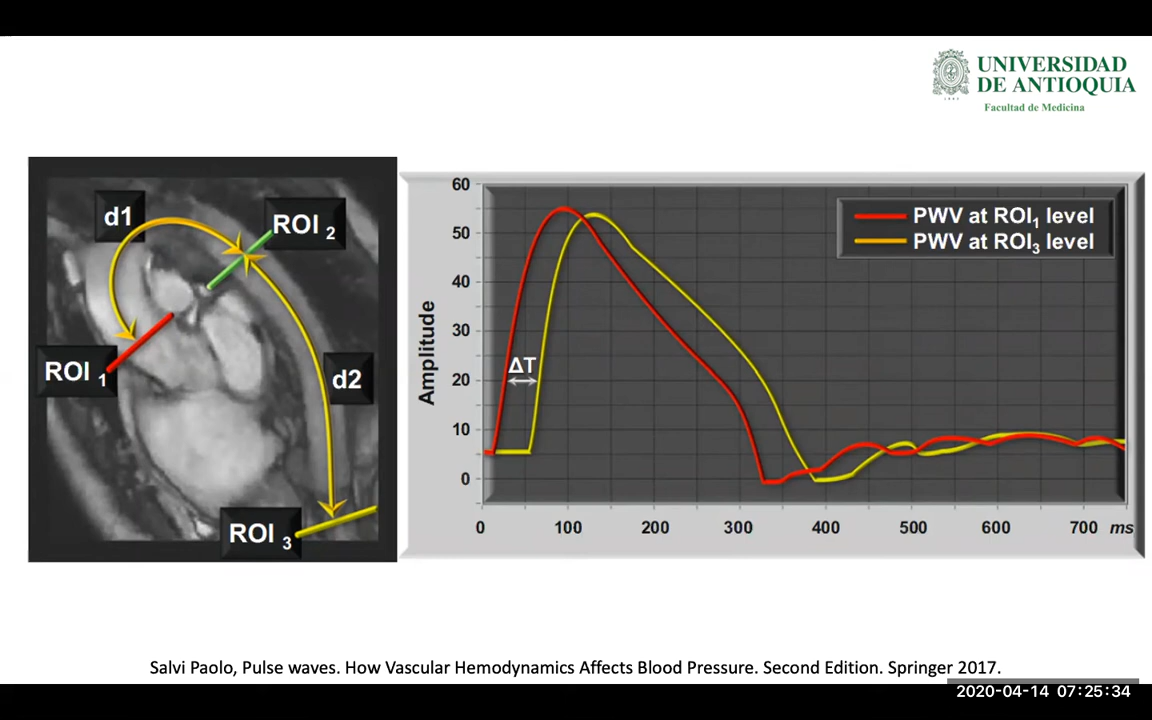 UNIVERSIDAD
DE ANTIOQUIA
1803
Facultad de Medicina
d1
ROI 2
ROI 1
d2
ROI 3
Amplitude
60
50
40
30
20
10
0
ΔT
PWV at ROI1 level
PWV at ROI3 level
0 100 200 300 400 500 600 700 ms
Salvi Paolo, Pulse waves. How Vascular Hemodynamics Affects Blood Pressure. Second Edition. Springer 2017.
2020-04-14 07:25:34